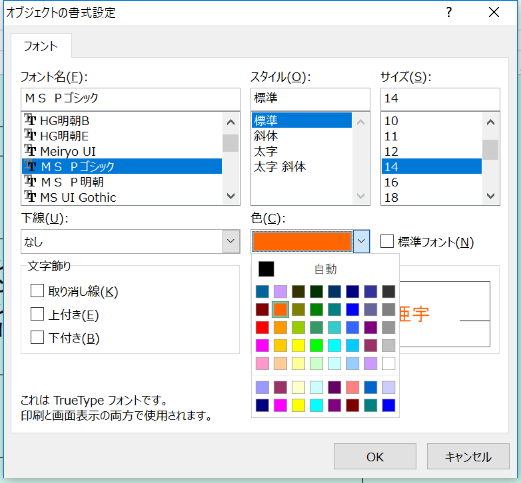 オブジェクトの書式設定
?
フォント
フォント名(F):
スタイル(O):
サイズ(S):
ＭＳ Ｐゴシック
標準
14
HG明朝B
HG明朝E
Meiryo UI
ＭＳ Ｐゴシック
ＭＳ Ｐ明朝
MS UI Gothic
標準
斜体
太字
太字 斜体
10
11
12
14
16
18
下線(U):
色(C):
なし
標準フォント(N)
文字飾り
取り消し線(K)
上付き(E)
下付き(B)
自動
亜宇
これは TrueType フォントです。
印刷と画面表示の両方で使用されます。
OK
キャンセル